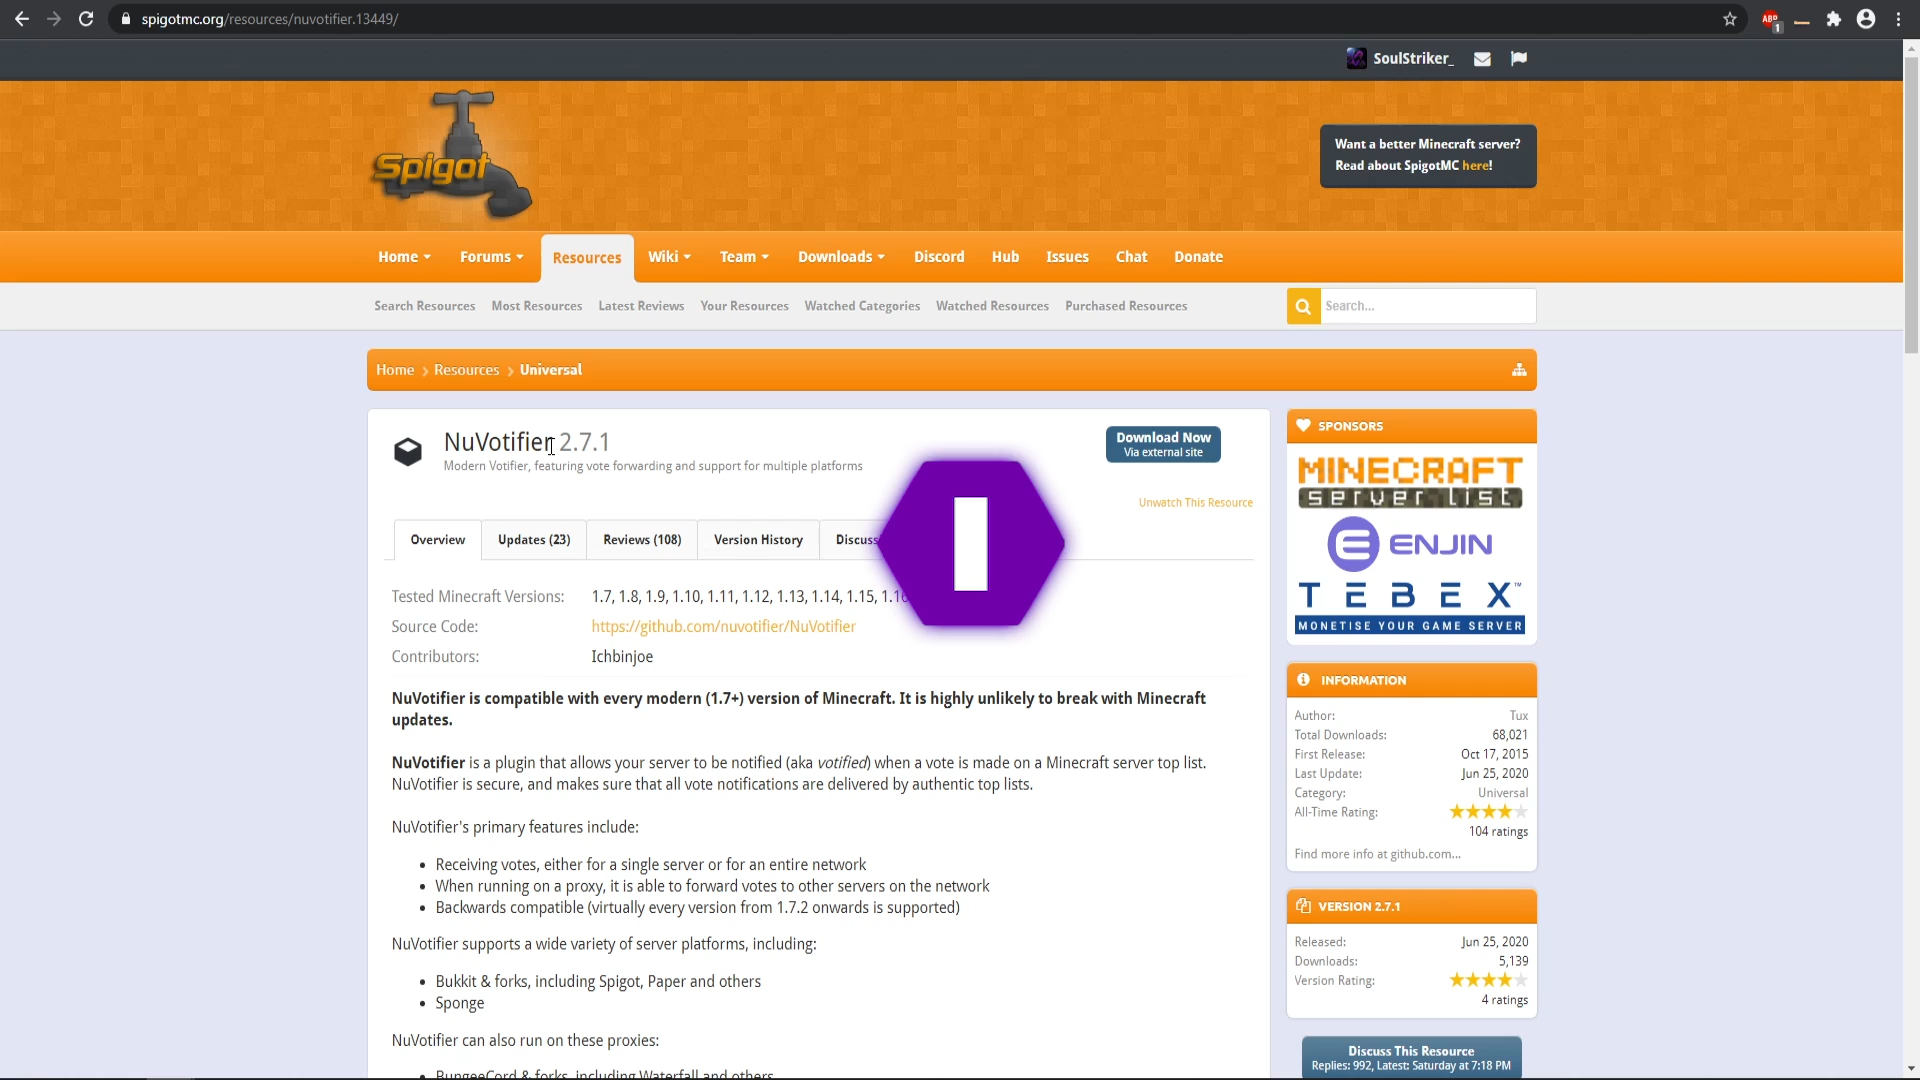 spigotmc.org/resources/nuvotifier.13449/
ABP
1
SoulStriker_
Spigot
Want a better Minecraft server?
Read about SpigotMC here!
Home
Forums
Resources
Wiki
Team
Downloads
Discord
Hub
Issues
Chat
Donate
Search Resources
Most Resources
Latest Reviews
Your Resources
Watched Categories
Watched Resources
Purchased Resources
Search...
Home
Resources
Universal
NuVotifier 2.7.1
Modern Votifier, featuring vote forwarding and support for multiple platforms
Download Now
Via external site
Unwatch This Resource
Overview
Updates (23)
Reviews (108)
Version History
Tested Minecraft Versions: 1.7, 1.8, 1.9, 1.10, 1.11, 1.12, 1.13, 1.14, 1.15,
Source Code: https://github.com/nuvotifier/NuVotifier
Contributors: Ichbinjoe
NuVotifier is compatible with every modern (1.7+) version of Minecraft. It is highly unlikely to break with Minecraft
updates.
NuVotifier is a plugin that allows your server to be notified (aka votified) when a vote is made on a Minecraft server top list.
NuVotifier is secure, and makes sure that all vote notifications are delivered by authentic top lists.
NuVotifier's primary features include:
• Receiving votes, either for a single server or for an entire network
• When running on a proxy, it is able to forward votes to other servers on the network
• Backwards compatible (virtually every version from 1.7.2 onwards is supported)
NuVotifier supports a wide variety of server platforms, including:
• Bukkit & forks, including Spigot, Paper and others
• Sponge
NuVotifier can also run on these proxies:
• BungeeCord & forks, including Waterfall and others
SPONSORS
MINECRAFT
server list
ENJIN
TEBEX™
MONETISE YOUR GAME SERVER
INFORMATION
Author: Tux
Total Downloads: 68,021
First Release: Oct 17, 2015
Last Update: Jun 25, 2020
Category: Universal
All-Time Rating:
104 ratings
Find more info at github.com...
VERSION 2.7.1
Released: Jun 25, 2020
Downloads: 5,139
Version Rating:
4 ratings
Discuss This Resource
Replies: 992, Latest: Saturday at 7:18 PM